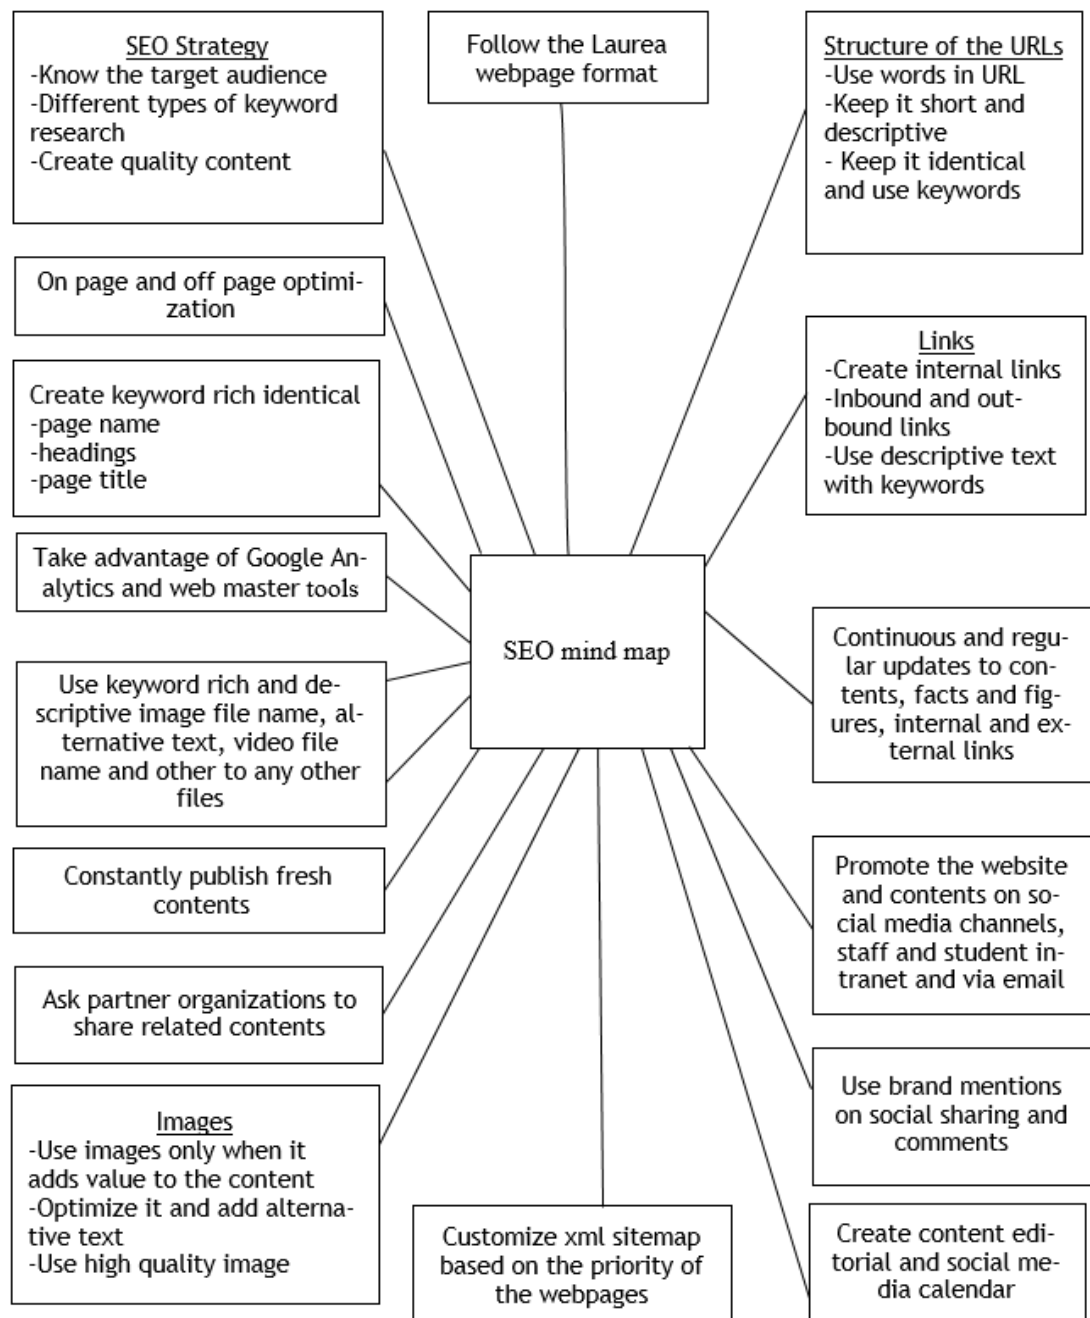 SEO Strategy
-Know the target audience
-Different types of keyword
research
-Create quality content
Follow the Laurea
webpage format
Structure of the URLs
-Use words in URL
-Keep it short and
descriptive
- Keep it identical
and use keywords
On page and off page optimi-
zation
Links
-Create internal links
-Inbound and out-
bound links
-Use descriptive text
with keywords
Create keyword rich identical
-page name
-headings
-page title
Take advantage of Google An-
alytics and web master tools
SEO mind map
Continuous and regu-
lar updates to con-
tents, facts and fig-
ures, internal and ex-
ternal links
Use keyword rich and de-
scriptive image file name, al-
ternative text, video file
name and other to any other
files
Constantly publish fresh
contents
Promote the website
and contents on so-
cial media channels,
staff and student in-
tranet and via email
Ask partner organizations to
share related contents
Use brand mentions
on social sharing and
comments
Images
-Use images only when it
adds value to the content
-Optimize it and add alterna-
tive text
-Use high quality image
Customize xml sitemap
based on the priority of
the webpages
Create content edi-
torial and social me-
dia calendar